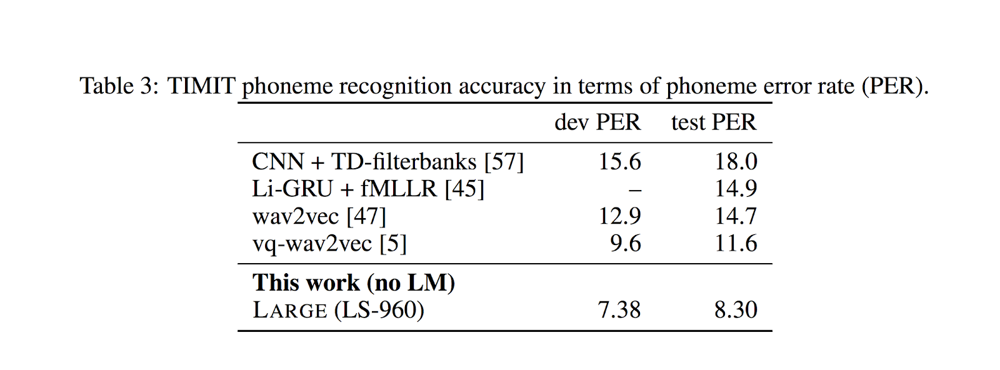 Table 3: TIMIT phoneme recognition accuracy in terms of phoneme error rate (PER).
dev PER test PER
CNN + TD-filterbanks [57] 15.6 18.0
Li-GRU + fMLLR [45] – 14.9
wav2vec [47] 12.9 14.7
vq-wav2vec [5] 9.6 11.6
This work (no LM)
LARGE (LS-960) 7.38 8.30